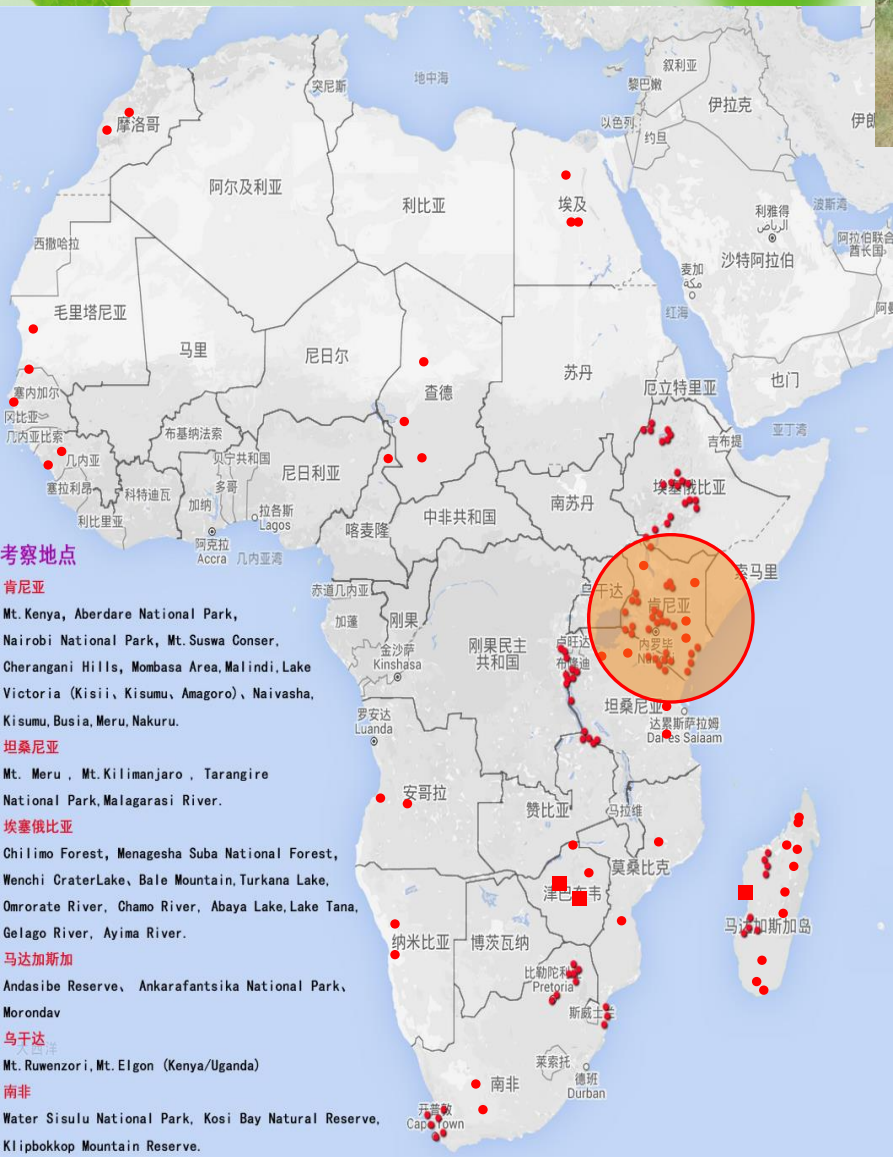 叙利亚
突尼斯
地中海
黎巴嫩
伊拉克
以色列
约旦
摩洛哥
阿尔及利亚
利比亚
埃及
利雅得
الرياض
波斯湾
西撒哈拉
沙特阿拉伯
阿拉伯联合
酋长国
麦加
مكة
红海
毛里塔尼亚
马里
尼日尔
苏丹
查德
厄立特里亚
也门
塞内加尔
冈比亚
几内亚比索
几内亚
布基纳法索
贝宁共和国
吉布提
亚丁湾
塞拉利昂
科特迪瓦
多哥
加纳
尼日利亚
埃塞俄比亚
利比里亚
拉各斯
Lagos
喀麦隆
中非共和国
南苏丹
阿克拉
Accra
几内亚湾
索马里
考察地点
肯尼亚
Mt.Kenya, Aberdare National Park,
Nairobi National Park, Mt.Suswa Conser,
Cherangani Hills, Mombasa Area,Malindi,Lake
Victoria (Kisii、Kisumu、Amagoro)、Naivasha,
Kisumu,Busia,Meru,Nakuru.
坦桑尼亚
Mt. Meru , Mt.Kilimanjaro , Tarangire
National Park,Malagarasi River.
埃塞俄比亚
Chilimo Forest, Menagesha Suba National Forest,
Wenchi CraterLake、Bale Mountain,Turkana Lake,
Omrorate River, Chamo River, Abaya Lake,Lake Tana,
Gelago River, Ayima River.
马达加斯加
Andasibe Reserve、 Ankarafantsika National Park、
Morondav
乌干达
Mt.Ruwenzori,Mt.Elgon (Kenya/Uganda)
南非
Water Sisulu National Park, Kosi Bay Natural Reserve,
Klipbokkop Mountain Reserve.
赤道几内亚
加蓬
刚果
金沙萨
Kinshasa
刚果民主
共和国
乌干达
肯尼亚
内罗毕
卢旺达
布隆迪
坦桑尼亚
达累斯萨拉姆
Dar es Salaam
罗安达
Luanda
安哥拉
赞比亚
马拉维
莫桑比克
津巴布韦
马达加斯加岛
纳米比亚
博茨瓦纳
比勒陀利亚
Pretoria
斯威士兰
莱索托
南非
德班
Durban
开普敦
Cape Town
大西洋